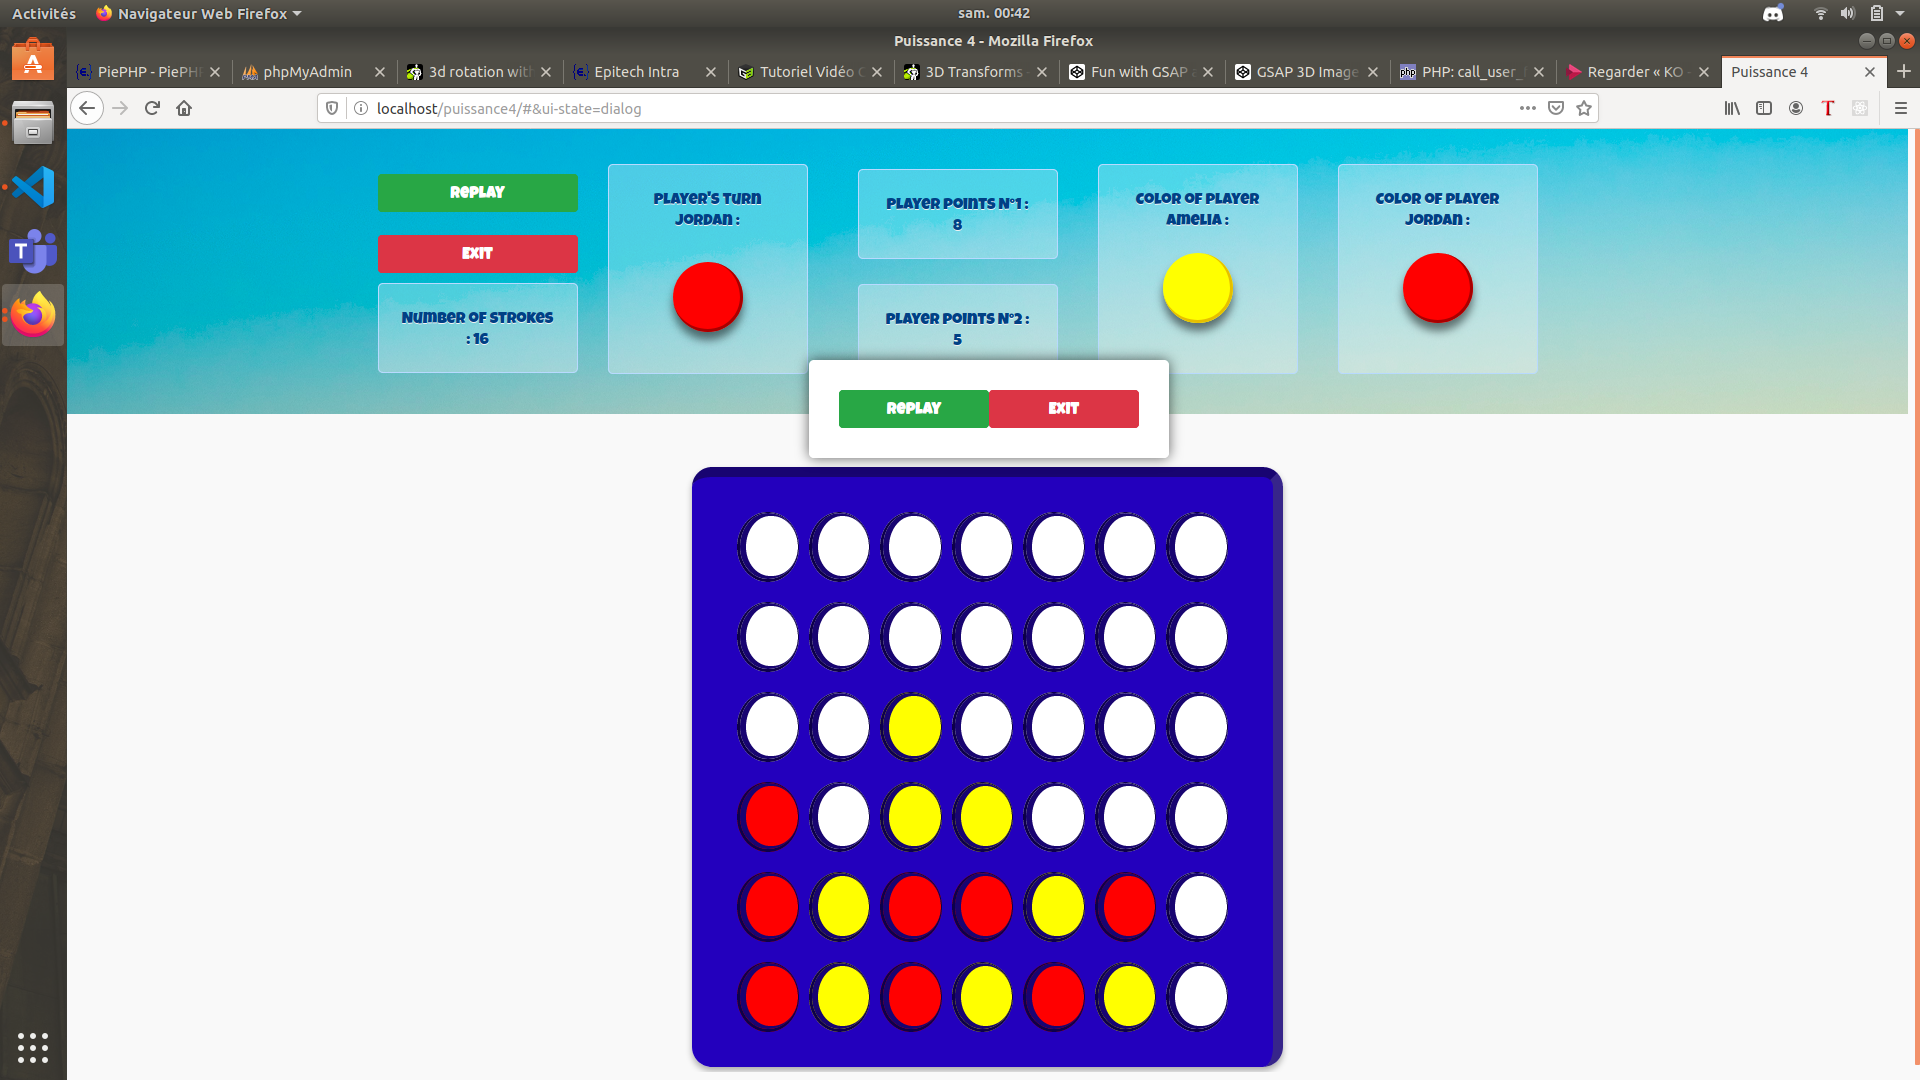 Activités
Navigateur Web Firefox
sam. 00:42
Puissance 4 - Mozilla Firefox
PiePHP - PiePH
phpMyAdmin
3d rotation wit
Epitech Intra
Tutoriel Vidéo
3D Transforms
Fun with GSAP
GSAP 3D Image
php
PHP: call_user_
Regarder « KO
Puissance 4
localhost/puissance4/#&ui-state=dialog
REPLAY
EXIT
NUMBER OF STROKES
: 16
PLAYER'S TURN
JORDAN :
PLAYER POINTS N°1 :
8
PLAYER POINTS N°2 :
5
COLOR OF PLAYER
AMELIA :
COLOR OF PLAYER
JORDAN :
REPLAY
EXIT